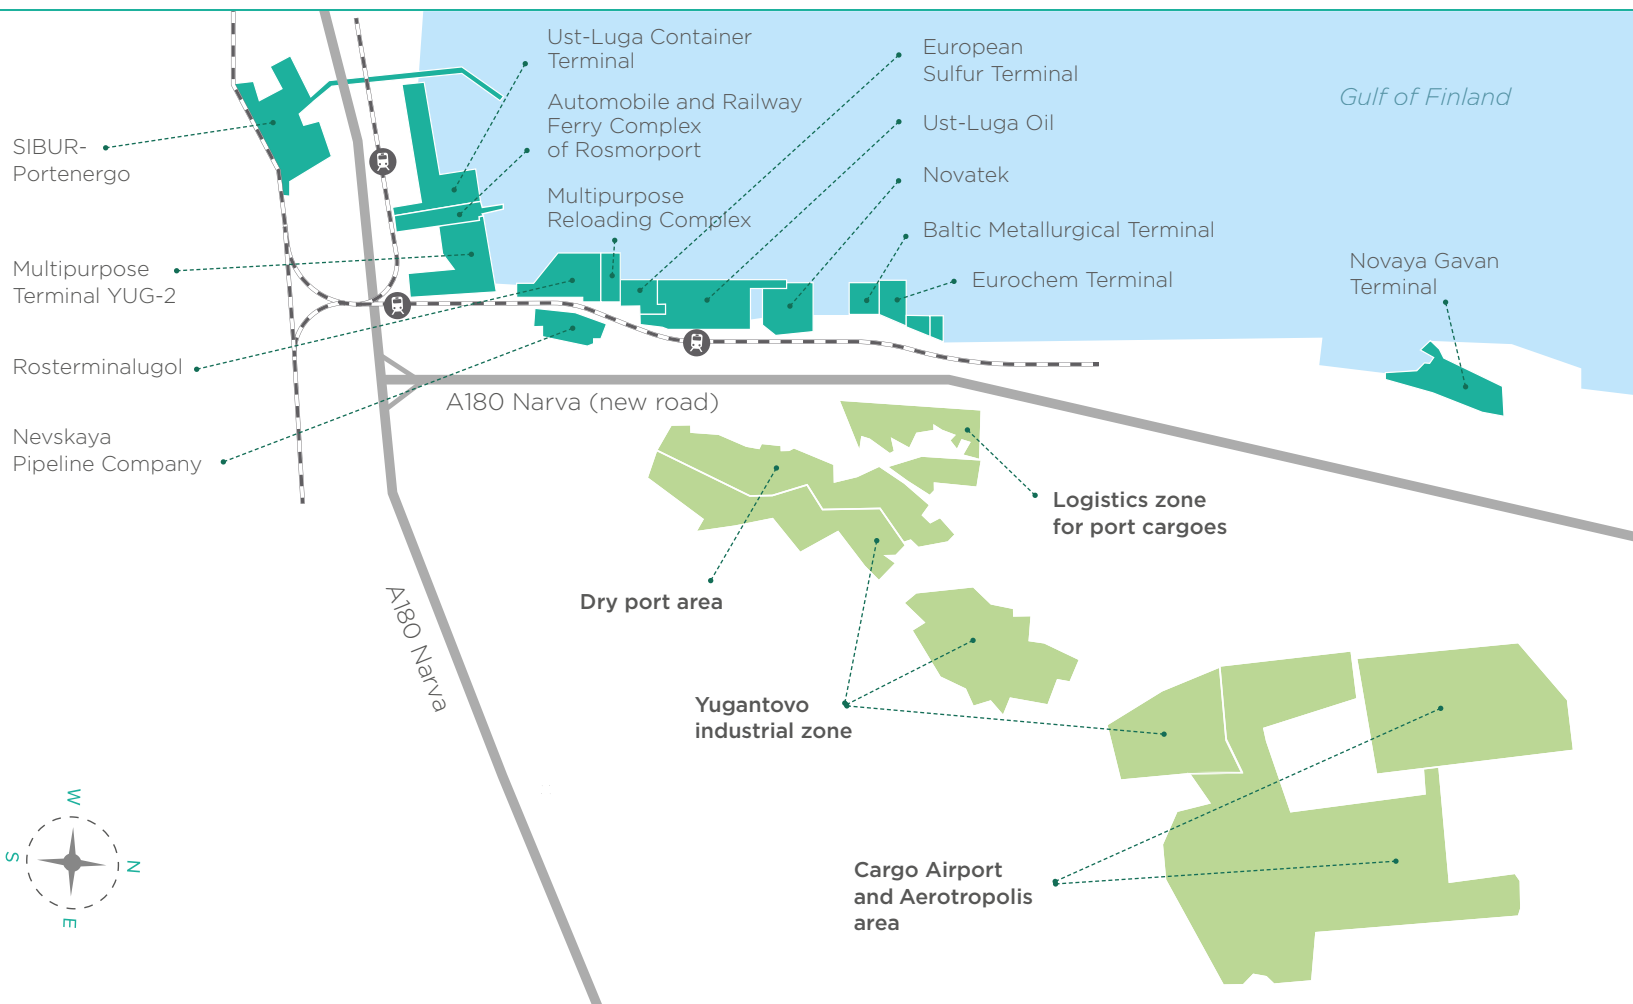 Ust-Luga Container
Terminal
Automobile and Railway
Ferry Complex
of Rosmorport
Multipurpose
Reloading Complex
European
Sulfur Terminal
Ust-Luga Oil
Novatek
Baltic Metallurgical Terminal
Eurochem Terminal
Gulf of Finland
Novaya Gavan
Terminal
SIBUR-
Portenergo
Multipurpose
Terminal YUG-2
Rosterminalugol
Nevskaya
Pipeline Company
A180 Narva (new road)
A180 Narva
Logistics zone
for port cargoes
Dry port area
Yugantovo
industrial zone
Cargo Airport
and Aerotropolis
area
W
S
N
E